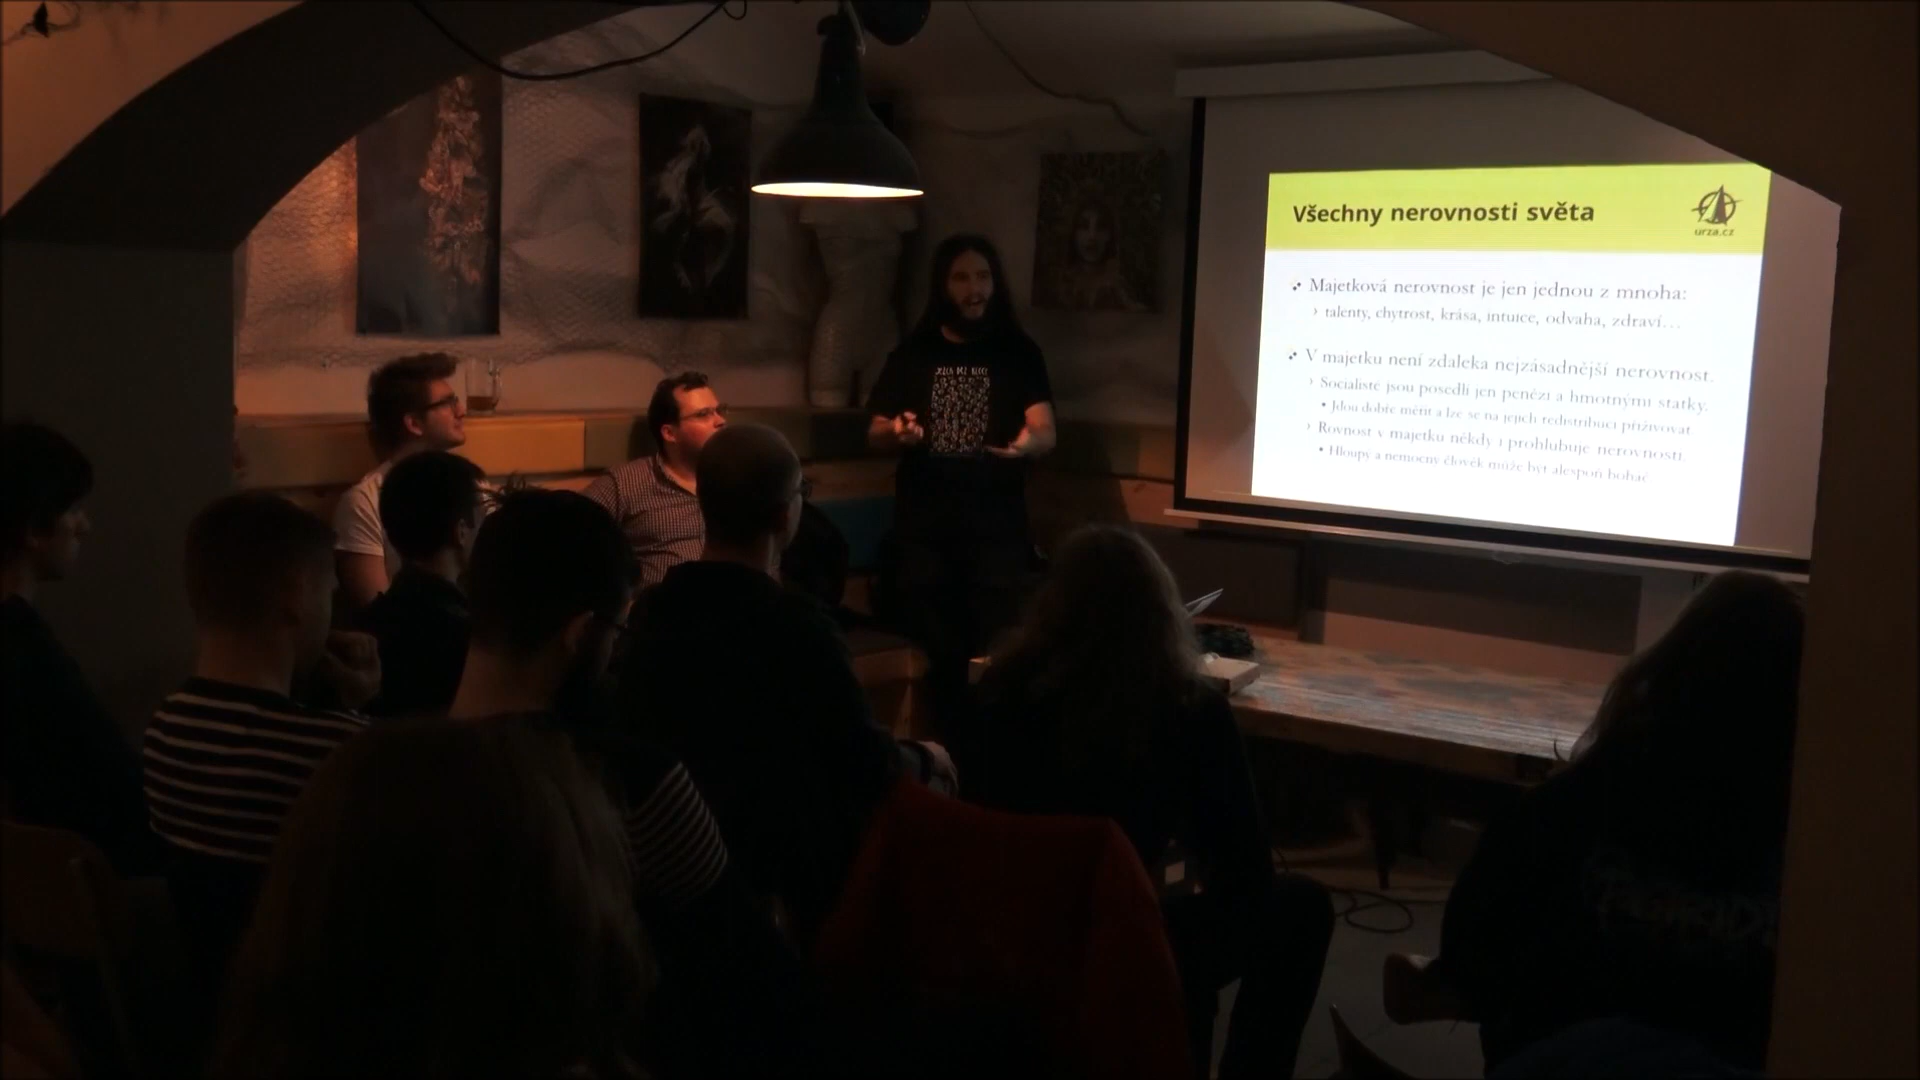 Všechny nerovnosti světa
urza.cz
Majetková nerovnost je jen jednou z mnoha:
talenty, chytrost, krása, intuice, odvaha, zdraví…
V majetku není zdaleka nejzásadnější nerovnost.
Socialisté jsou posedlí jen penězi a hmotnými statky.
Jdou dobře měřit a lze se na jejich redistribuci přiživovat.
Rovnost v majetku někdy i prohlubuje nerovnosti.
Hloupý a nemocný člověk může být alespoň boháč